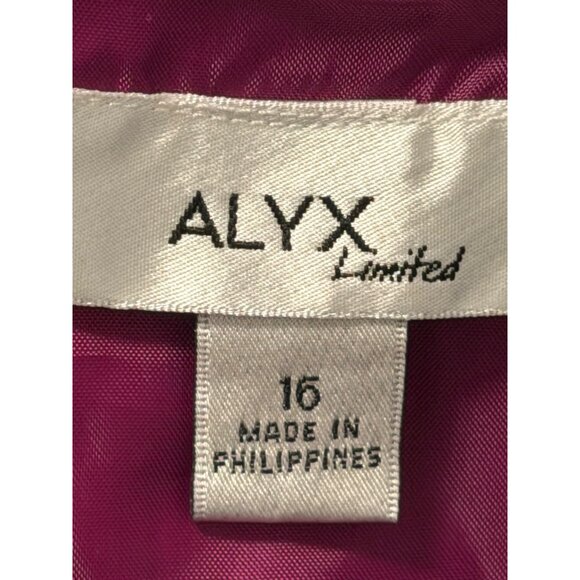 ALYX
Limited
16
MADE IN
PHILIPPINES